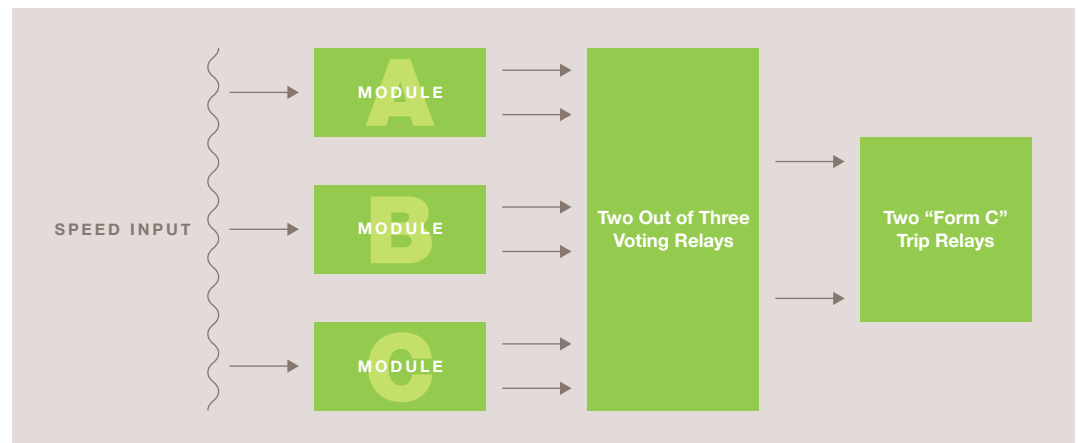 SPEED INPUT
A
MODULE
B
MODULE
C
MODULE
Two Out of Three
Voting Relays
Two “Form C”
Trip Relays